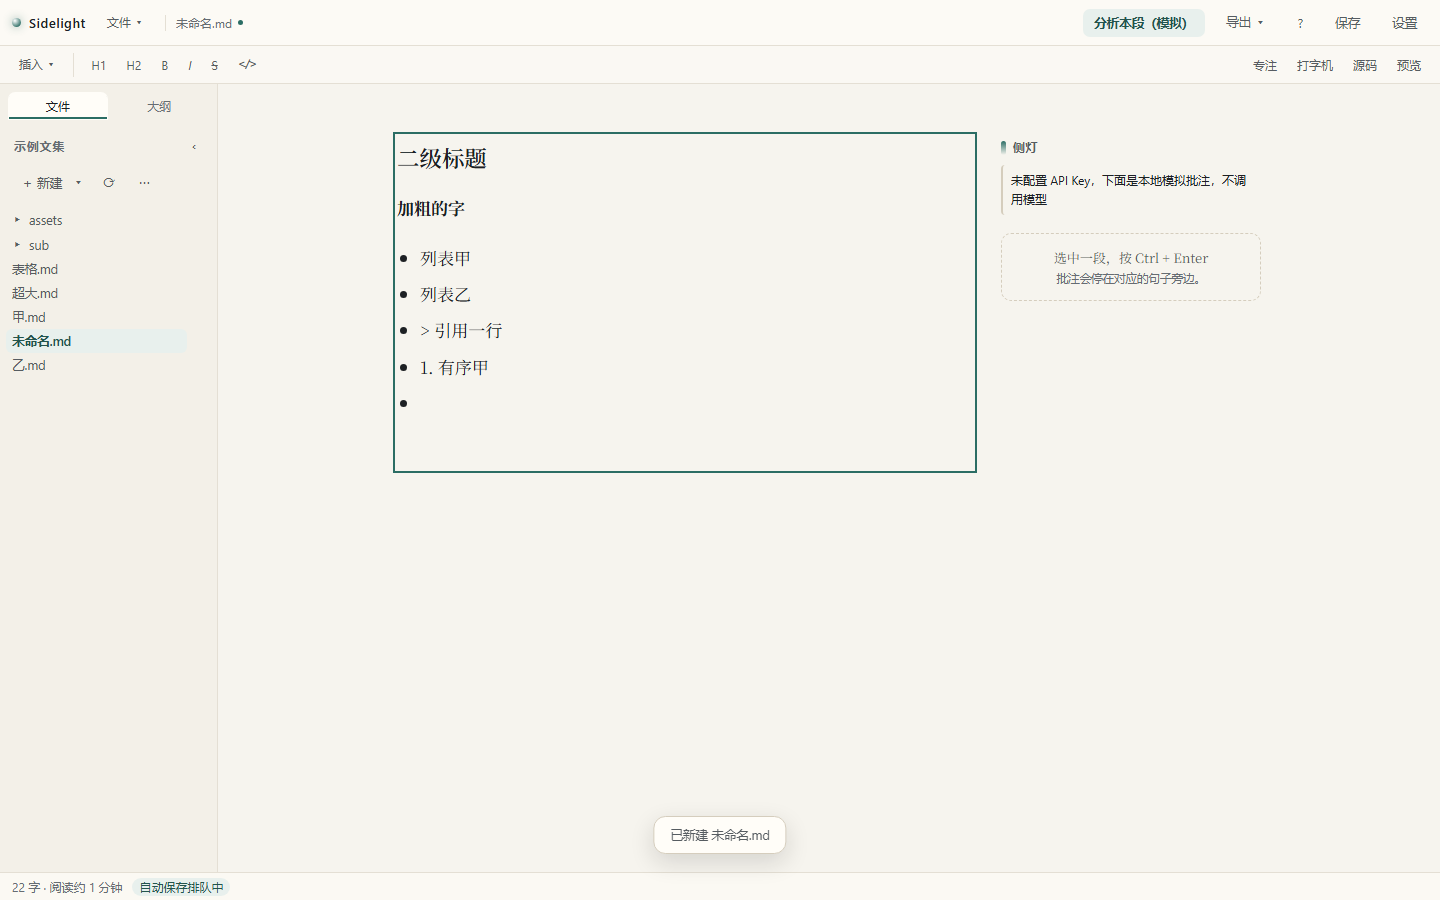 Sidelight 文件 未命名.md 分析本段（模拟） 导出 ? 保存 设置
插入 H1 H2 B I S </> 专注 打字机 源码 预览
文件 大纲
示例文集 ‹
+ 新建 ···
assets
sub
表格.md
超大.md
甲.md
未命名.md
乙.md
二级标题
加粗的字
• 列表甲
• 列表乙
• > 引用一行
• 1. 有序甲
•
侧灯
未配置 API Key，下面是本地模拟批注，不调
用模型
选中一段，按 Ctrl + Enter
批注会停在对应的句子旁边。
已新建 未命名.md
22 字 · 阅读约 1 分钟 自动保存排队中